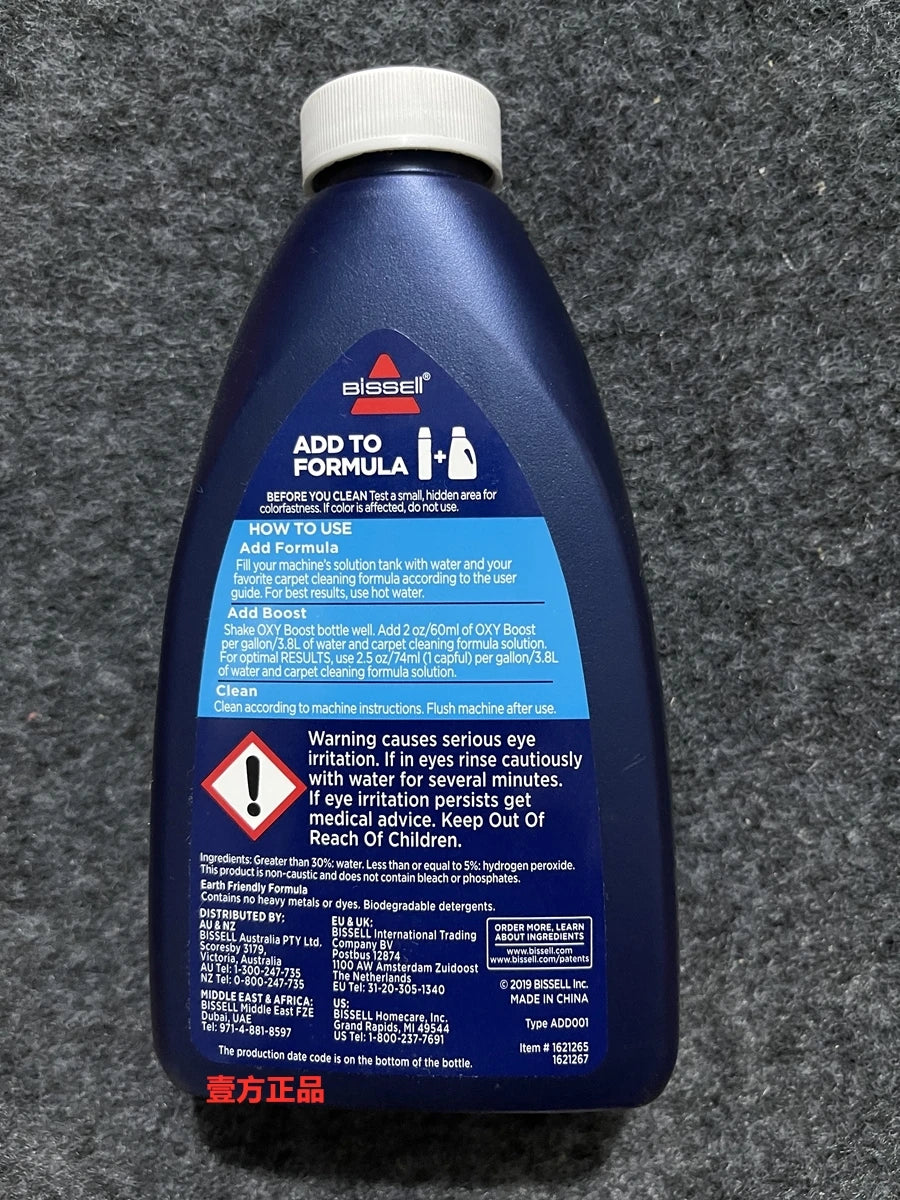 BISSELL®
ADD TO
FORMULA
+
BEFORE YOU CLEAN Test a small, hidden area for
colorfastness. If color is affected, do not use.
HOW TO USE
Add Formula
Fill your machine's solution tank with water and your
favorite carpet cleaning formula according to the user
guide. For best results, use hot water.
Add Boost
Shake OXY Boost bottle well. Add 2 oz/60ml of OXY Boost
per gallon/3.8L of water and carpet cleaning formula solution.
For optimal RESULTS, use 2.5 oz/74ml (1 capful) per gallon/3.8L
of water and carpet cleaning formula solution.
Clean
Clean according to machine instructions. Flush machine after use.
Warning causes serious eye
irritation. If in eyes rinse cautiously
with water for several minutes.
If eye irritation persists get
medical advice. Keep Out Of
Reach Of Children.
Ingredients: Greater than 30%: water. Less than or equal to 5%: hydrogen peroxide.
This product is non-caustic and does not contain bleach or phosphates.
Earth Friendly Formula
Contains no heavy metals or dyes. Biodegradable detergents.
DISTRIBUTED BY:
AU & NZ
BISSELL Australia PTY Ltd.
Scoresby 3179,
Victoria, Australia
AU Tel: 1-300-247-735
NZ Tel: 0-800-247-735
MIDDLE EAST & AFRICA:
BISSELL Middle East FZE
Dubai, UAE
Tel: 971-4-881-8597
EU & UK:
BISSELL International Trading
Company BV
Postbus 12874
1100 AW Amsterdam Zuidoost
The Netherlands
EU Tel: 31-20-305-1340
US:
BISSELL Homecare, Inc.
Grand Rapids, MI 49544
US Tel: 1-800-237-7691
ORDER MORE, LEARN
ABOUT INGREDIENTS
www.bissell.com
www.bissell.com/patents
© 2019 BISSELL Inc.
MADE IN CHINA
Type ADD001
Item # 1621265
1621267
The production date code is on the bottom of the bottle.
壹方正品